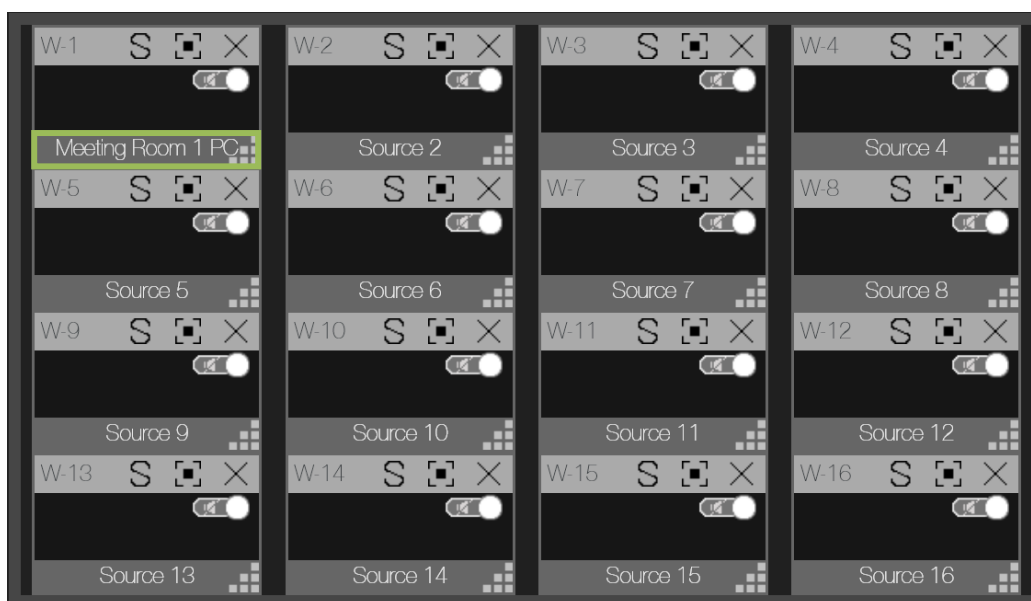 W-1 S W-2 S W-3 S W-4 S
Meeting Room 1 PC Source 2 Source 3 Source 4
W-5 S W-6 S W-7 S W-8 S
Source 5 Source 6 Source 7 Source 8
W-9 S W-10 S W-11 S W-12 S
Source 9 Source 10 Source 11 Source 12
W-13 S W-14 S W-15 S W-16 S
Source 13 Source 14 Source 15 Source 16